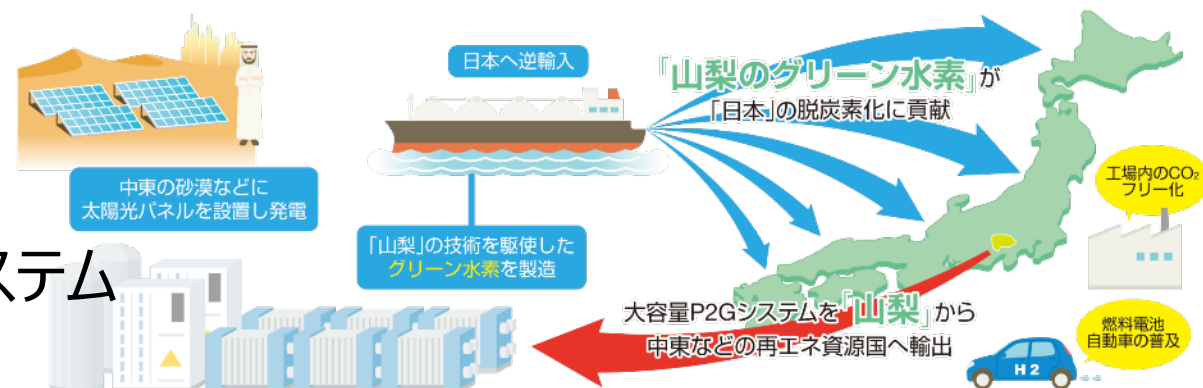 日本へ逆輸入
「山梨のグリーン水素」が
「日本」の脱炭素化に貢献
中東の砂漠などに
太陽光パネルを設置し発電
工場内のCO₂
フリー化
「山梨」の技術を駆使した
グリーン水素を製造
ステム
大容量P2Gシステムを「山梨」から
中東などの再エネ資源国へ輸出
燃料電池
自動車の普及
H2